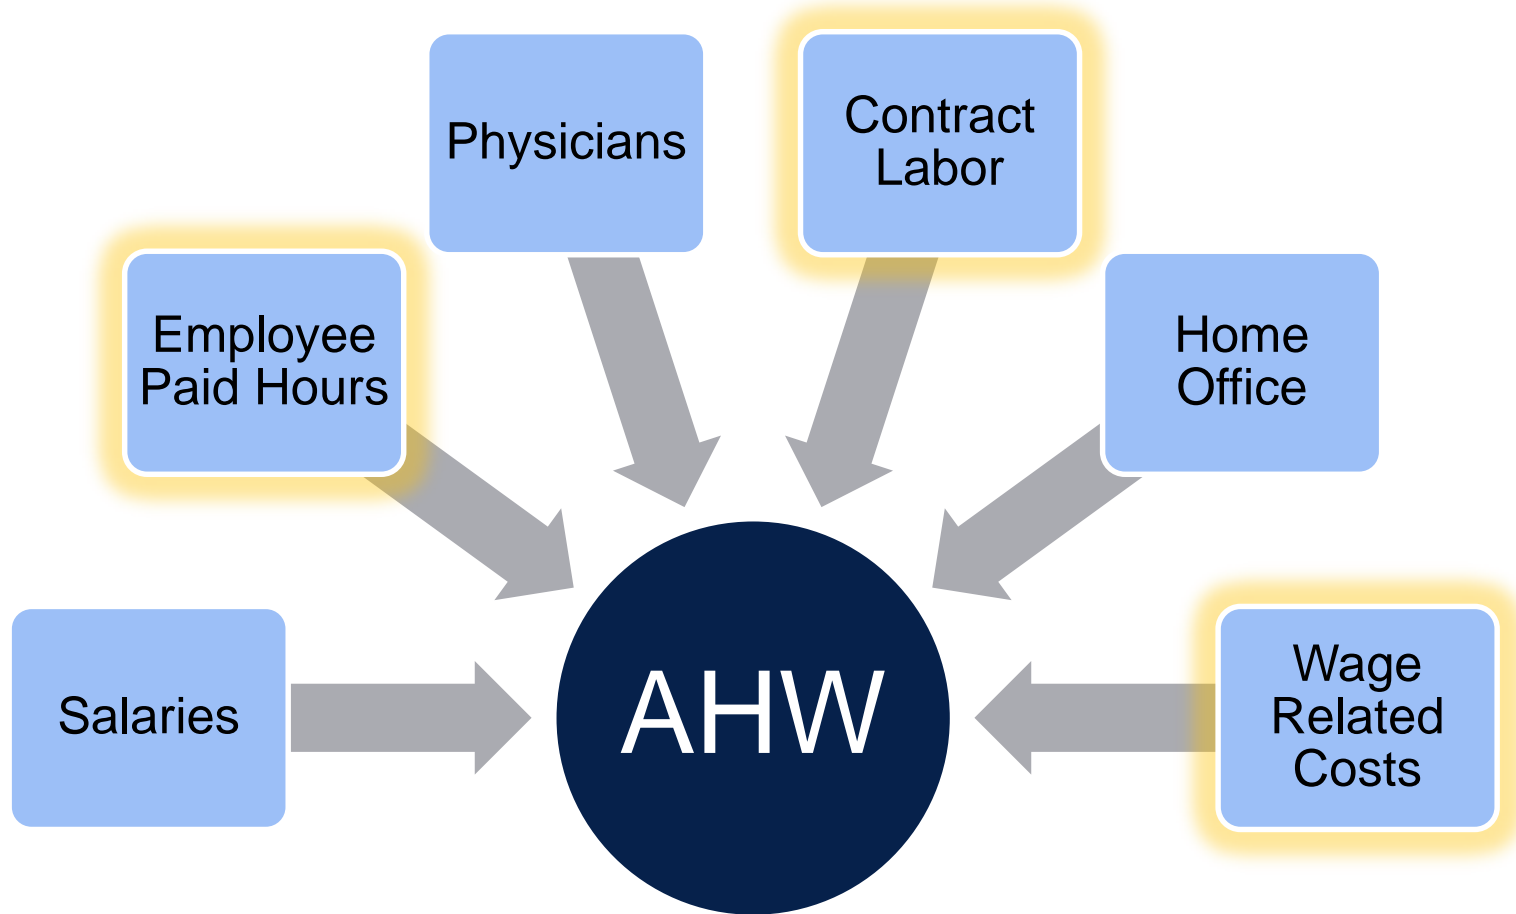 Physicians
Contract
Labor
Employee
Paid Hours
Home
Office
Salaries
AHW
Wage
Related
Costs